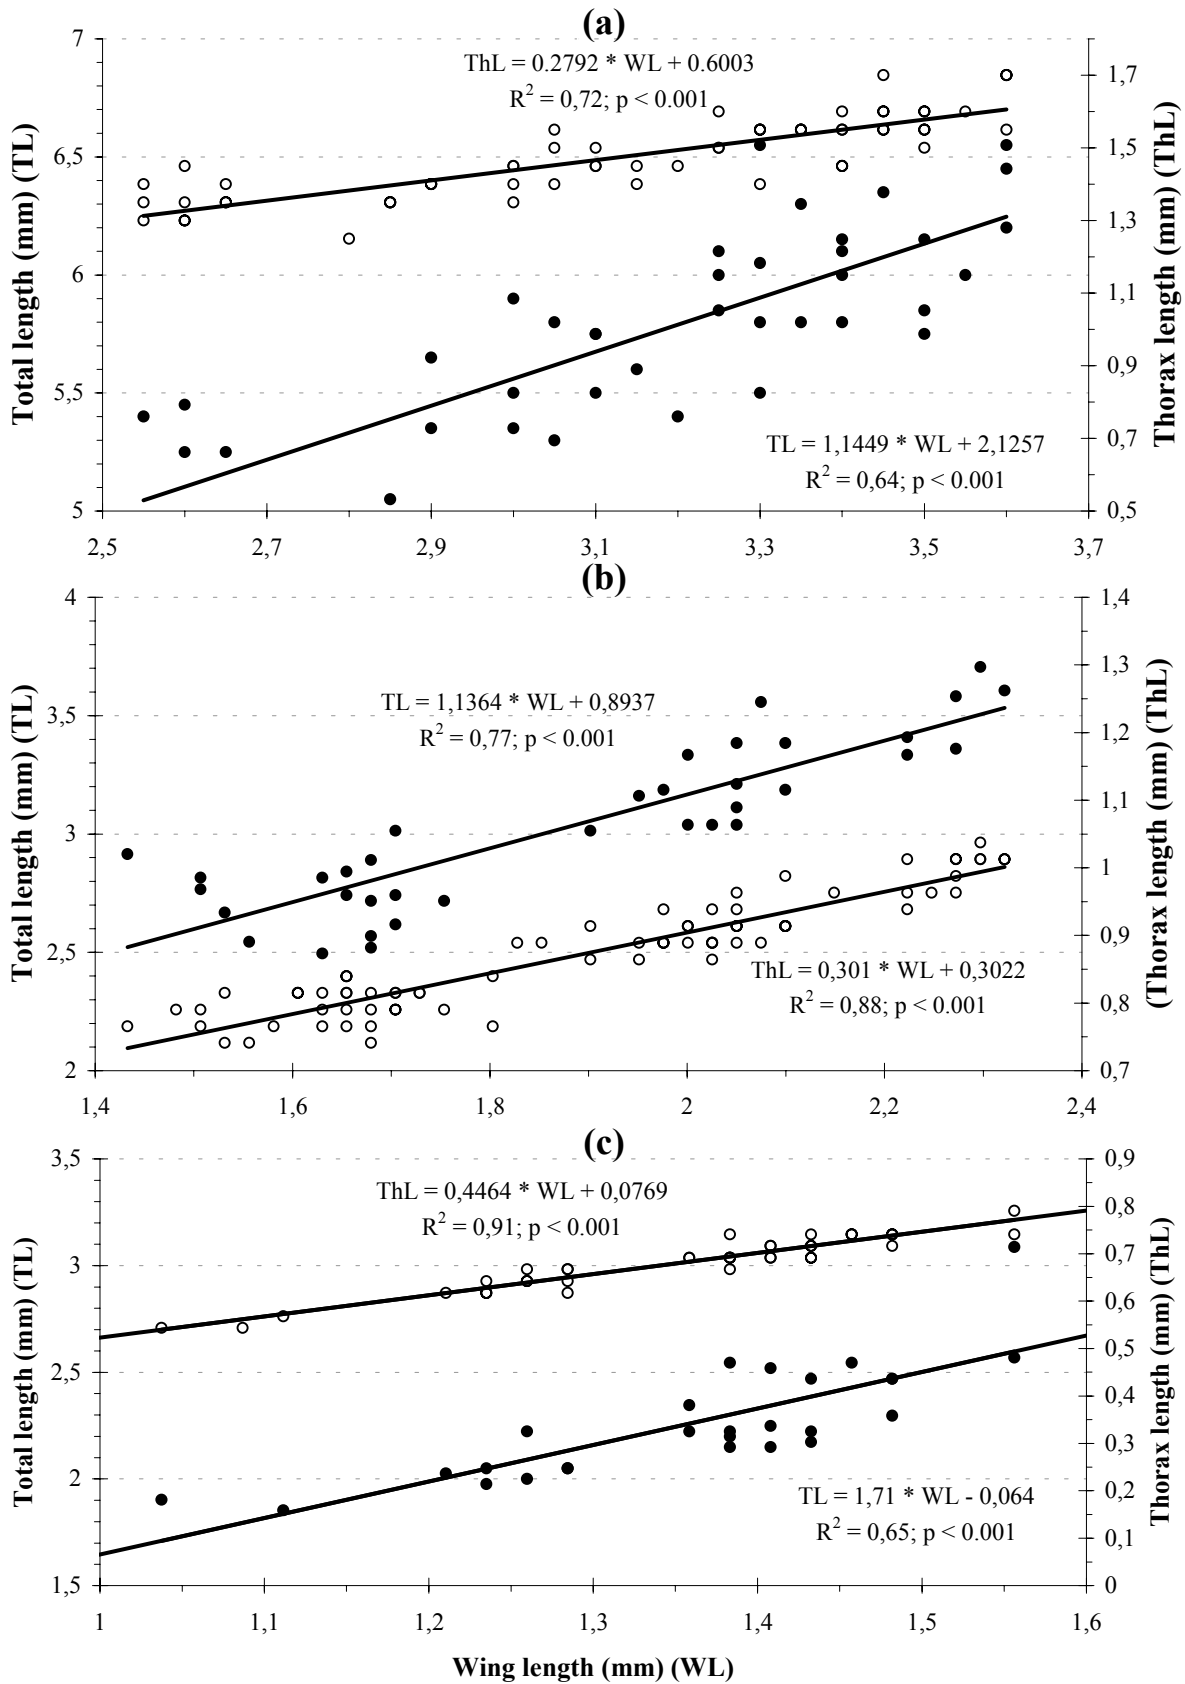 (a)
7
6,5
6
5,5
5
Total length (mm) (TL)
ThL = 0.2792 * WL + 0.6003
R2 = 0,72; p < 0.001
TL = 1,1449 * WL + 2,1257
R2 = 0,64; p < 0.001
1,7
1,5
1,3
1,1
0,9
0,7
0,5
Thorax length (mm) (ThL)
2,5 2,7 2,9 3,1 3,3 3,5 3,7
(b)
4
3,5
3
2,5
2
Total length (mm) (TL)
TL = 1,1364 * WL + 0,8937
R2 = 0,77; p < 0.001
ThL = 0,301 * WL + 0,3022
R2 = 0,88; p < 0.001
1,4
1,3
1,2
1,1
1
0,9
0,8
0,7
(Thorax length (mm) (ThL)
1,4 1,6 1,8 2 2,2 2,4
(c)
3,5
3
2,5
2
1,5
Total length (mm) (TL)
ThL = 0,4464 * WL + 0,0769
R2 = 0,91; p < 0.001
TL = 1,71 * WL - 0,064
R2 = 0,65; p < 0.001
0,9
0,8
0,7
0,6
0,5
0,4
0,3
0,2
0,1
0
Thorax length (mm) (ThL)
1 1,1 1,2 1,3 1,4 1,5 1,6
Wing length (mm) (WL)